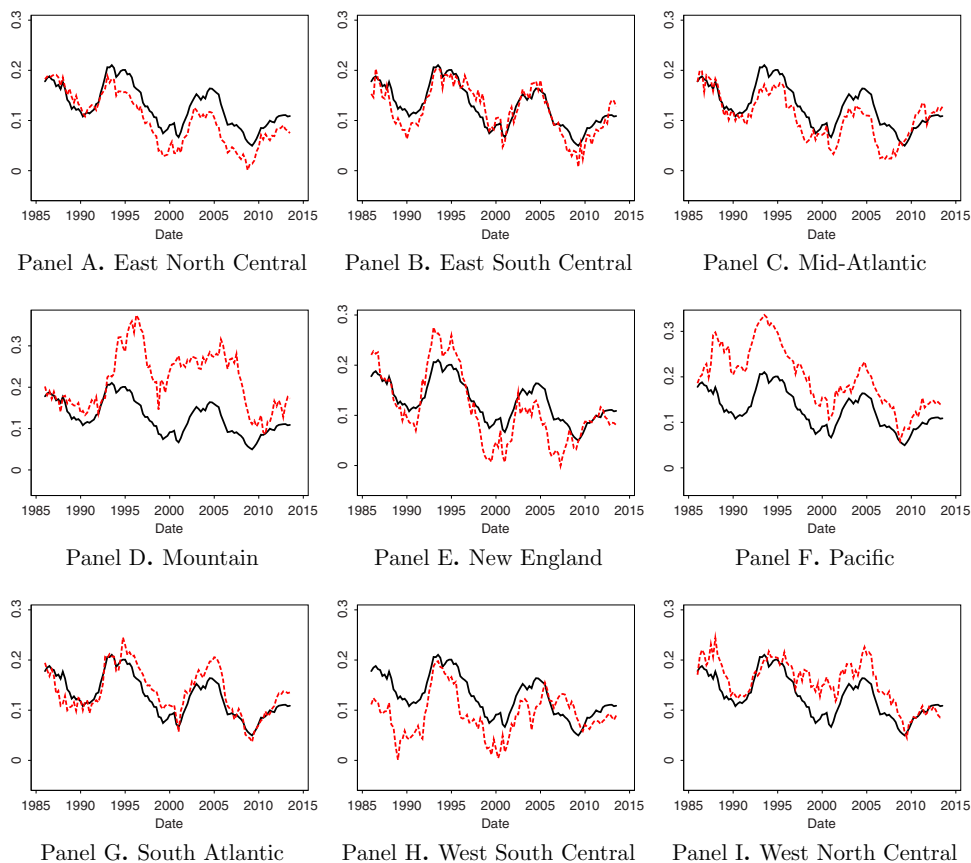 0.3
0.2
0.1
0
1985 1990 1995 2000 2005 2010 2015
Date
Panel A. East North Central
0.3
0.2
0.1
0
1985 1990 1995 2000 2005 2010 2015
Date
Panel B. East South Central
0.3
0.2
0.1
0
1985 1990 1995 2000 2005 2010 2015
Date
Panel C. Mid-Atlantic
0.3
0.2
0.1
0
1985 1990 1995 2000 2005 2010 2015
Date
Panel D. Mountain
0.3
0.2
0.1
0
1985 1990 1995 2000 2005 2010 2015
Date
Panel E. New England
0.3
0.2
0.1
0
1985 1990 1995 2000 2005 2010 2015
Date
Panel F. Pacific
0.3
0.2
0.1
0
1985 1990 1995 2000 2005 2010 2015
Date
Panel G. South Atlantic
0.3
0.2
0.1
0
1985 1990 1995 2000 2005 2010 2015
Date
Panel H. West South Central
0.3
0.2
0.1
0
1985 1990 1995 2000 2005 2010 2015
Date
Panel I. West North Central